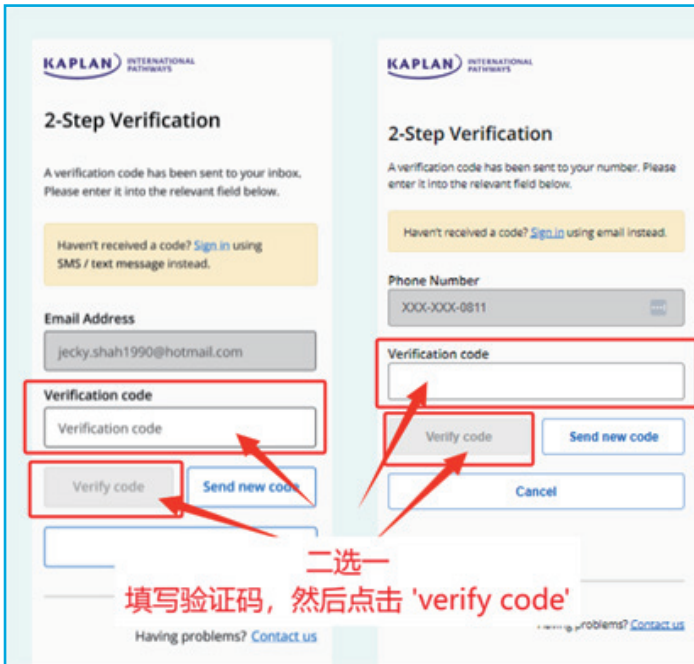 KAPLAN INTERNATIONAL
PATHWAYS
2-Step Verification
A verification code has been sent to your inbox.
Please enter it into the relevant field below.
Haven't received a code? Sign in using
SMS / text message instead.
Email Address
jecky.shah1990@hotmail.com
Verification code
Verification code
Verify code
Send new code
Having problems? Contact us
KAPLAN INTERNATIONAL
PATHWAYS
2-Step Verification
A verification code has been sent to your number. Please
enter it into the relevant field below.
Haven't received a code? Sign in using email instead.
Phone Number
XXX-XXX-0811
Verification code
Verify code
Send new code
Cancel
problems? Contact us
二选一
填写验证码，然后点击 'verify code'